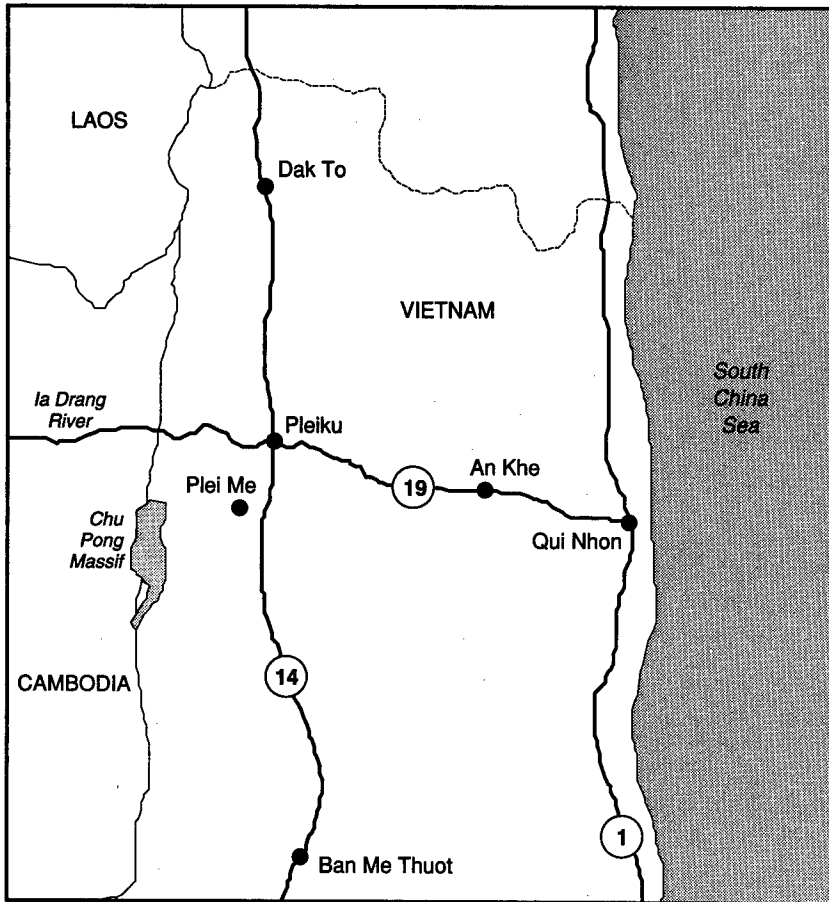 LAOS
Dak To
VIETNAM
South
China
Sea
Ia Drang
River
Pleiku
An Khe
Plei Me
19
Chu
Pong
Massif
Qui Nhon
CAMBODIA
14
1
Ban Me Thuot